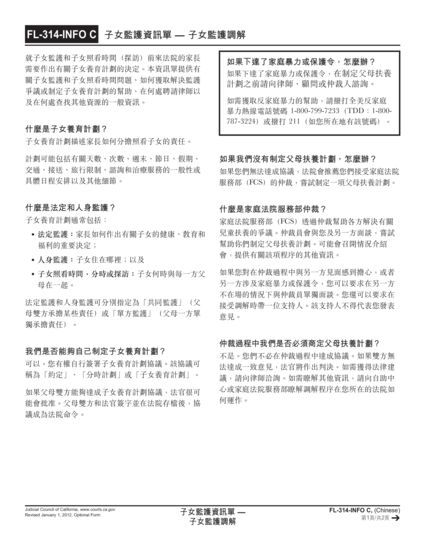 FL-314-INFO C 子女監護資訊單 — 子女監護調解
就子女監護和子女照看時間（探訪）前來法院的家長
需要作出有關子女養育計劃的決定。本資訊單提供有
關子女監護和子女照看時間問題、如何獲取解決監護
爭議或制定子女養育計劃的幫助、在何處聘請律師以
及在何處查找其他資源的一般資訊。
什麼是子女養育計劃？
子女養育計劃描述家長如何分擔照看子女的責任。
計劃可能包括有關天數、次數、週末、節日、假期、
交通、接送、旅行限制、諮詢和治療服務的一般性或
具體日程安排以及其他細節。
什麼是法定和人身監護？
子女養育計劃通常包括：
• 法定監護：家長如何作出有關子女的健康、教育和
福利的重要決定；
• 人身監護：子女住在哪裡；以及
• 子女照看時間、分時或探訪：子女何時與每一方父
母在一起。
法定監護和人身監護可分別指定為「共同監護」（父
母雙方承擔某些責任）或「單方監護」（父母一方單
獨承擔責任）。
我們是否能夠自己制定子女養育計劃？
可以，您有權自行簽署子女養育計劃協議。該協議可
稱為「約定」、「分時計劃」或「子女養育計劃」。
如果父母雙方能夠達成子女養育計劃協議，法官很可
能會批准。父母雙方和法官簽字並在法院存檔後，協
議成為法院命令。
如果下達了家庭暴力或保護令，怎麼辦？
如果下達了家庭暴力或保護令，在制定父母扶養
計劃之前請向律師、顧問或仲裁人諮詢。
如需獲取反家庭暴力的幫助，請撥打全美反家庭
暴力熱線電話號碼 1-800-799-7233（TDD：1-800-
787-3224）或撥打 211（如您所在地有該號碼）。
如果我們沒有制定父母扶養計劃，怎麼辦？
如果您們無法達成協議，法院會推薦您們接受家庭法院
服務部（FCS）的仲裁，嘗試制定一項父母扶養計劃。
什麼是家庭法院服務部仲裁？
家庭法院服務部（FCS）透過仲裁幫助各方解決有關
兒童扶養的爭議。仲裁員會與您及另一方面談，嘗試
幫助你們制定父母扶養計劃。可能會召開情況介紹
會，提供有關該項程序的其他資訊。
如果您對在仲裁過程中與另一方見面感到擔心，或者
另一方涉及家庭暴力或保護令，您可以要求在另一方
不在場的情況下與仲裁員單獨面談。您還可以要求在
接受調解時帶一位支持人。該支持人不得代表您發表
意見。
仲裁過程中我們是否必須商定父母扶養計劃？
不是。您們不必在仲裁過程中達成協議。如果雙方無
法達成一致意見，法官將作出判決。如需獲得法律建
議，請向律師洽詢。如需瞭解其他資訊，請向自助中
心或家庭法院服務部瞭解調解程序在您所在的法院如
何運作。
Judicial Council of California, www.courts.ca.gov
Revised January 1, 2012, Optional Form
子女監護資訊單 —
子女監護調解
FL-314-INFO C, (Chinese)
第1頁/共2頁 ➔